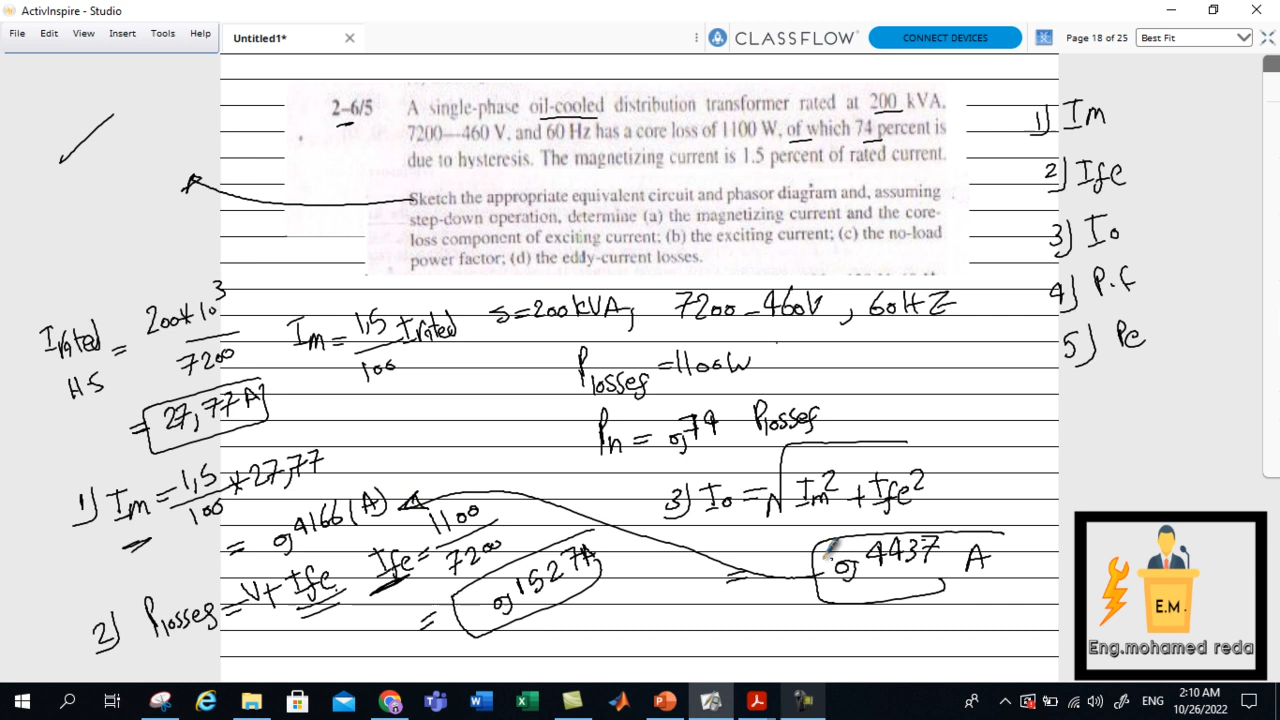 ActivInspire - Studio
File Edit View Insert Tools Help
Untitled1*
CLASSFLOW
CONNECT DEVICES
Page 18 of 25
Best Fit
2–6/5 A single-phase oil-cooled distribution transformer rated at 200 kVA,
7200—460 V, and 60 Hz has a core loss of 1100 W, of which 74 percent is
due to hysteresis. The magnetizing current is 1.5 percent of rated current.
Sketch the appropriate equivalent circuit and phasor diagram and, assuming
step-down operation, determine (a) the magnetizing current and the core-
loss component of exciting current; (b) the exciting current; (c) the no-load
power factor; (d) the eddy-current losses.
1) Im
2) Ife
3) Io
4) P.f
5) Pe
Irated HS = 200*10^3 / 7200
= 27,77 A
Im = 1,5/100 Irated
S=200kVA, 7200-460V, 60HZ
Plosses = 1100W
Pn = 0,74 Plosses
1) Im = 1,5/100 * 27,77
= 0,4166 (A)
2) Plosses = Vt Ife
Ife = 1100/7200
= 0,1527A
3) Io = √Im² + Ife²
= 0,4437 A
E.M.
Eng.mohamed reda
ENG
2:10 AM
10/26/2022